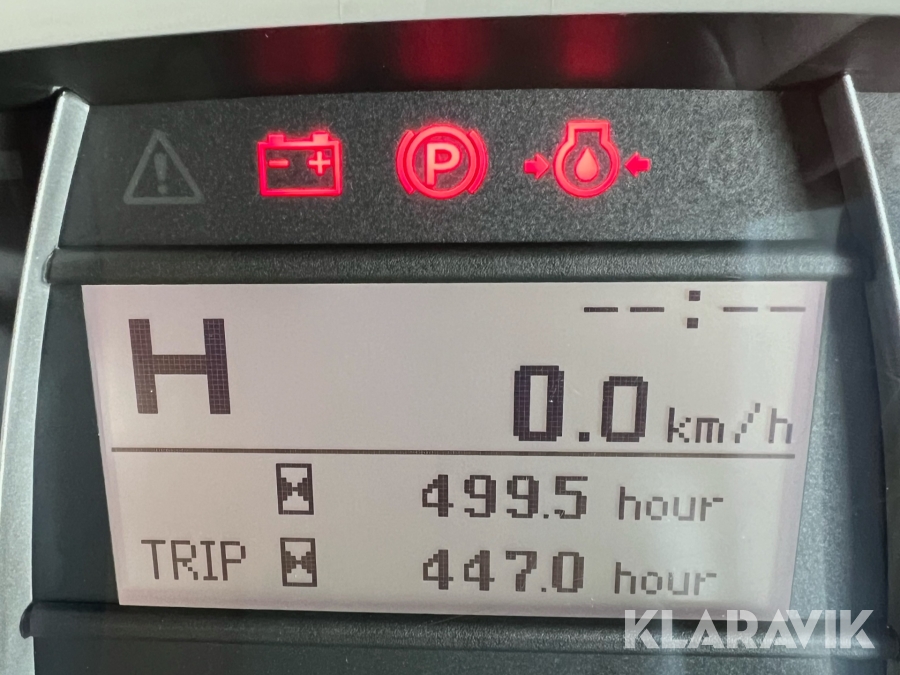 P
H
--:--
0.0 km/h
499.5 hour
TRIP 447.0 hour
KLARAVIK